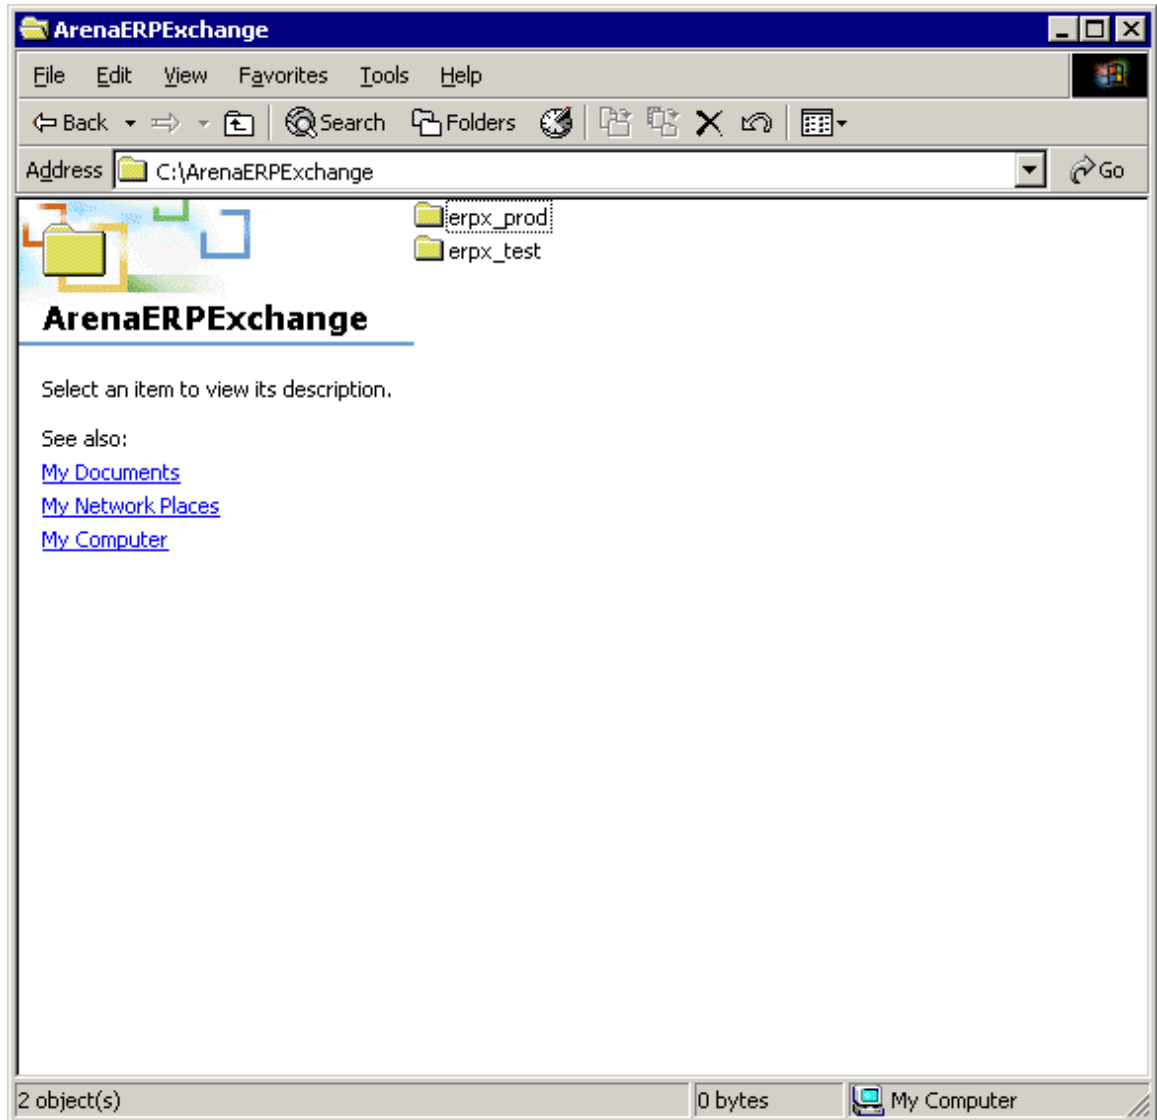 ArenaERPExchange
File Edit View Favorites Tools Help
Back Search Folders
Address C:\ArenaERPExchange Go
erpx_prod
erpx_test
ArenaERPExchange
Select an item to view its description.
See also:
My Documents
My Network Places
My Computer
2 object(s) 0 bytes My Computer